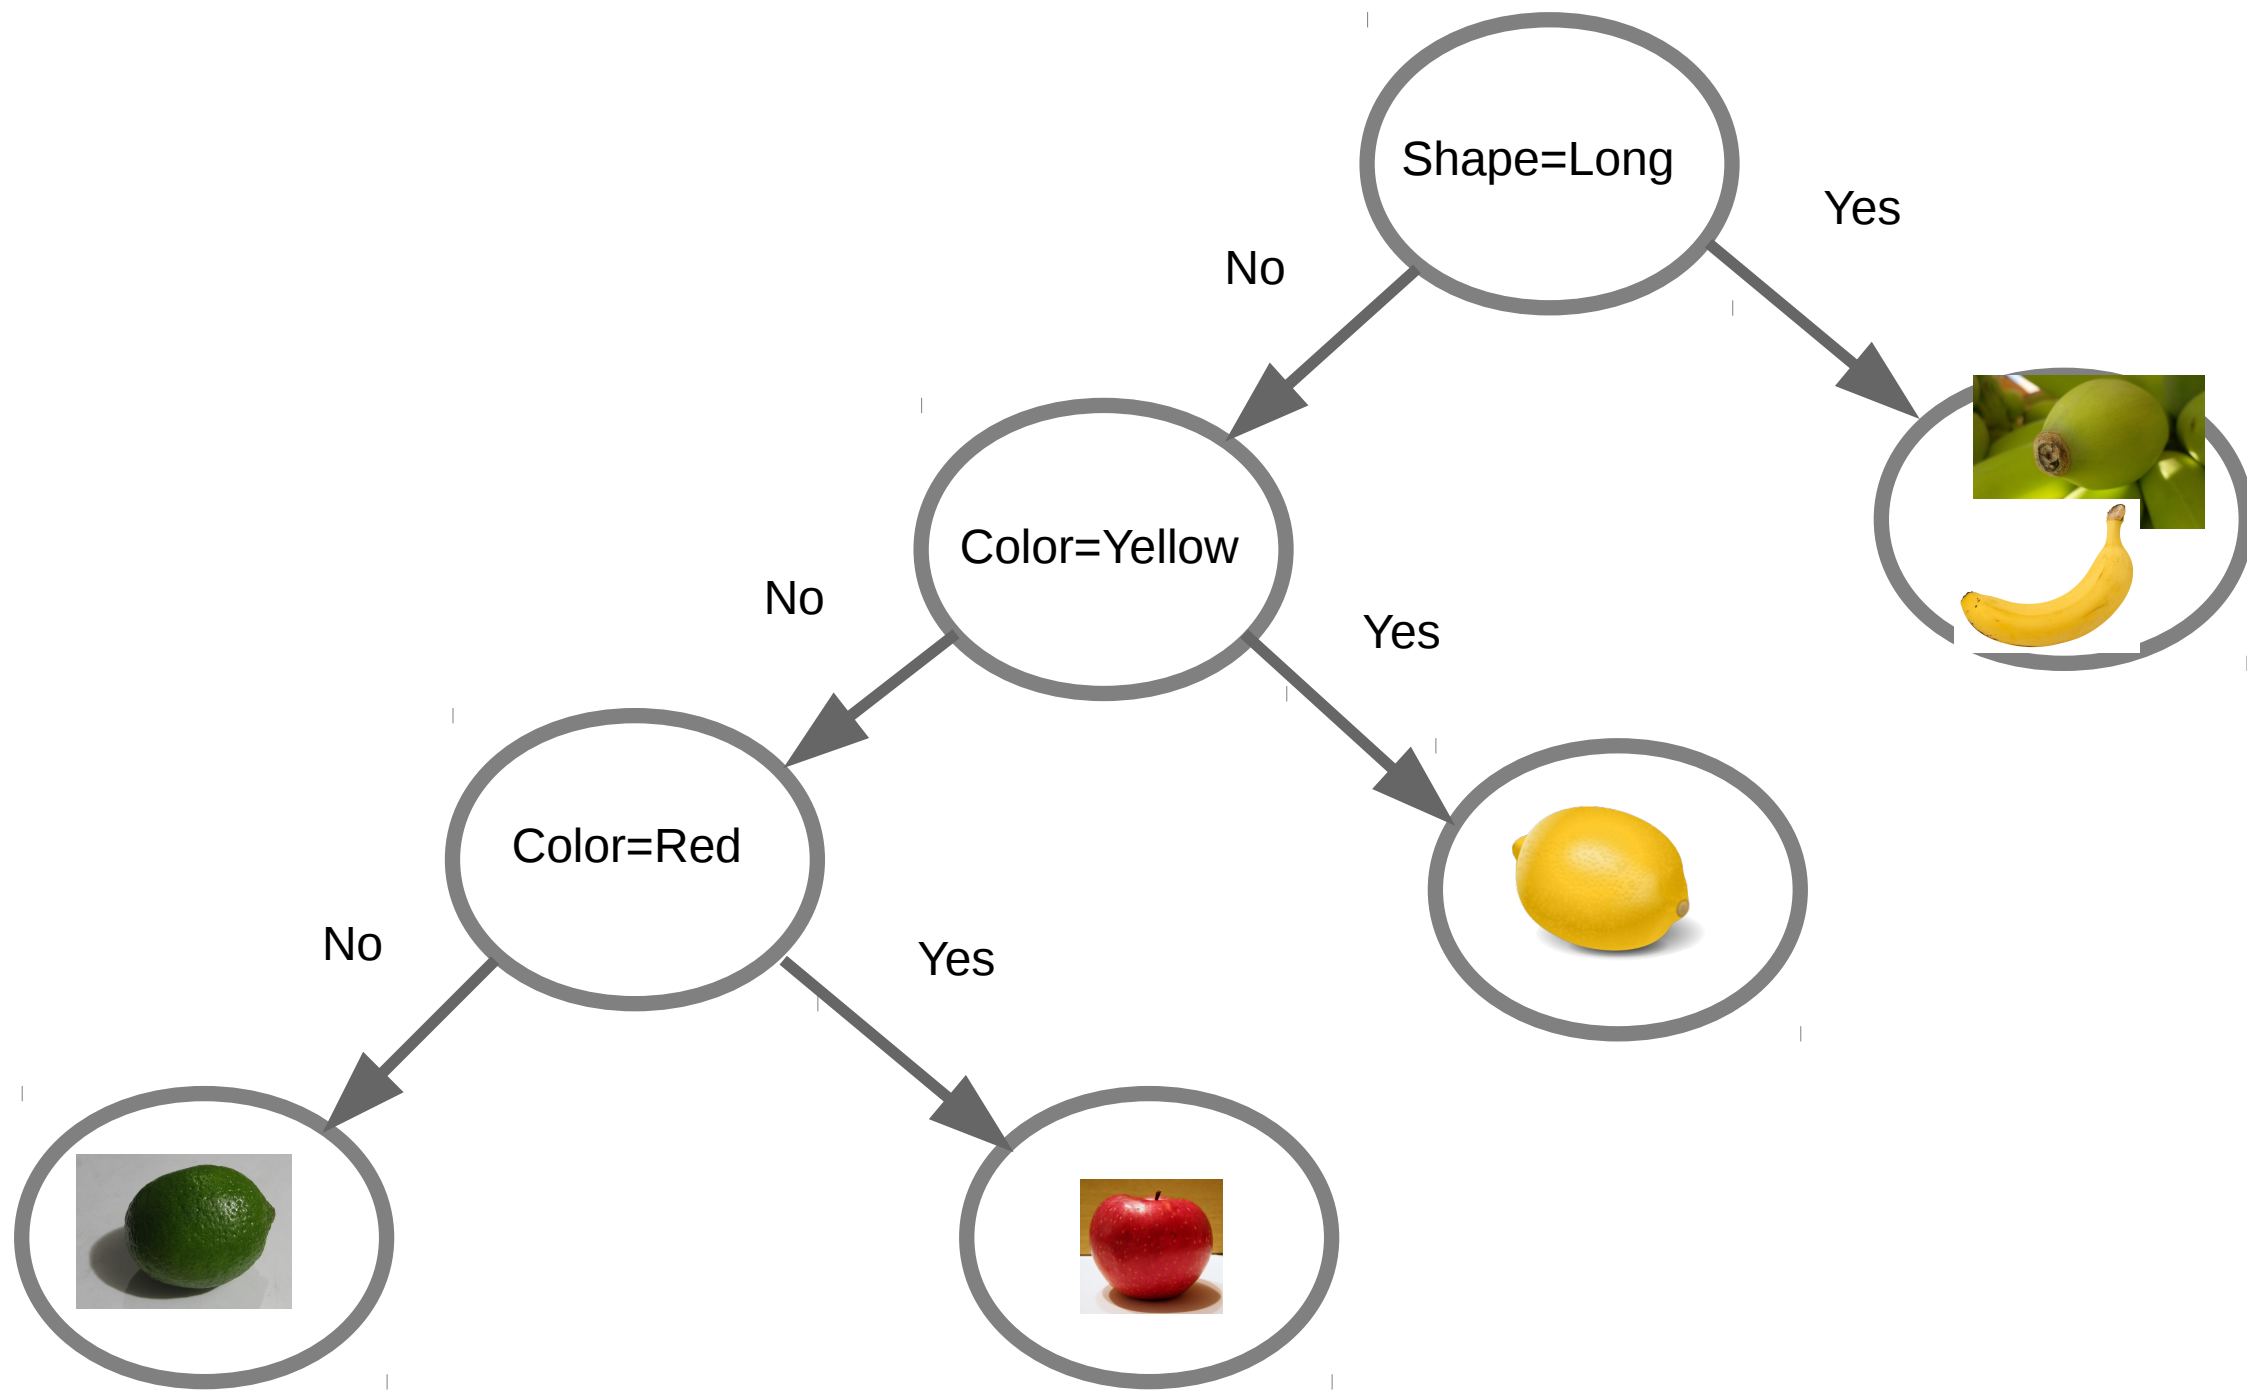 Shape=Long
Yes
No
Color=Yellow
No
Yes
Color=Red
No
Yes